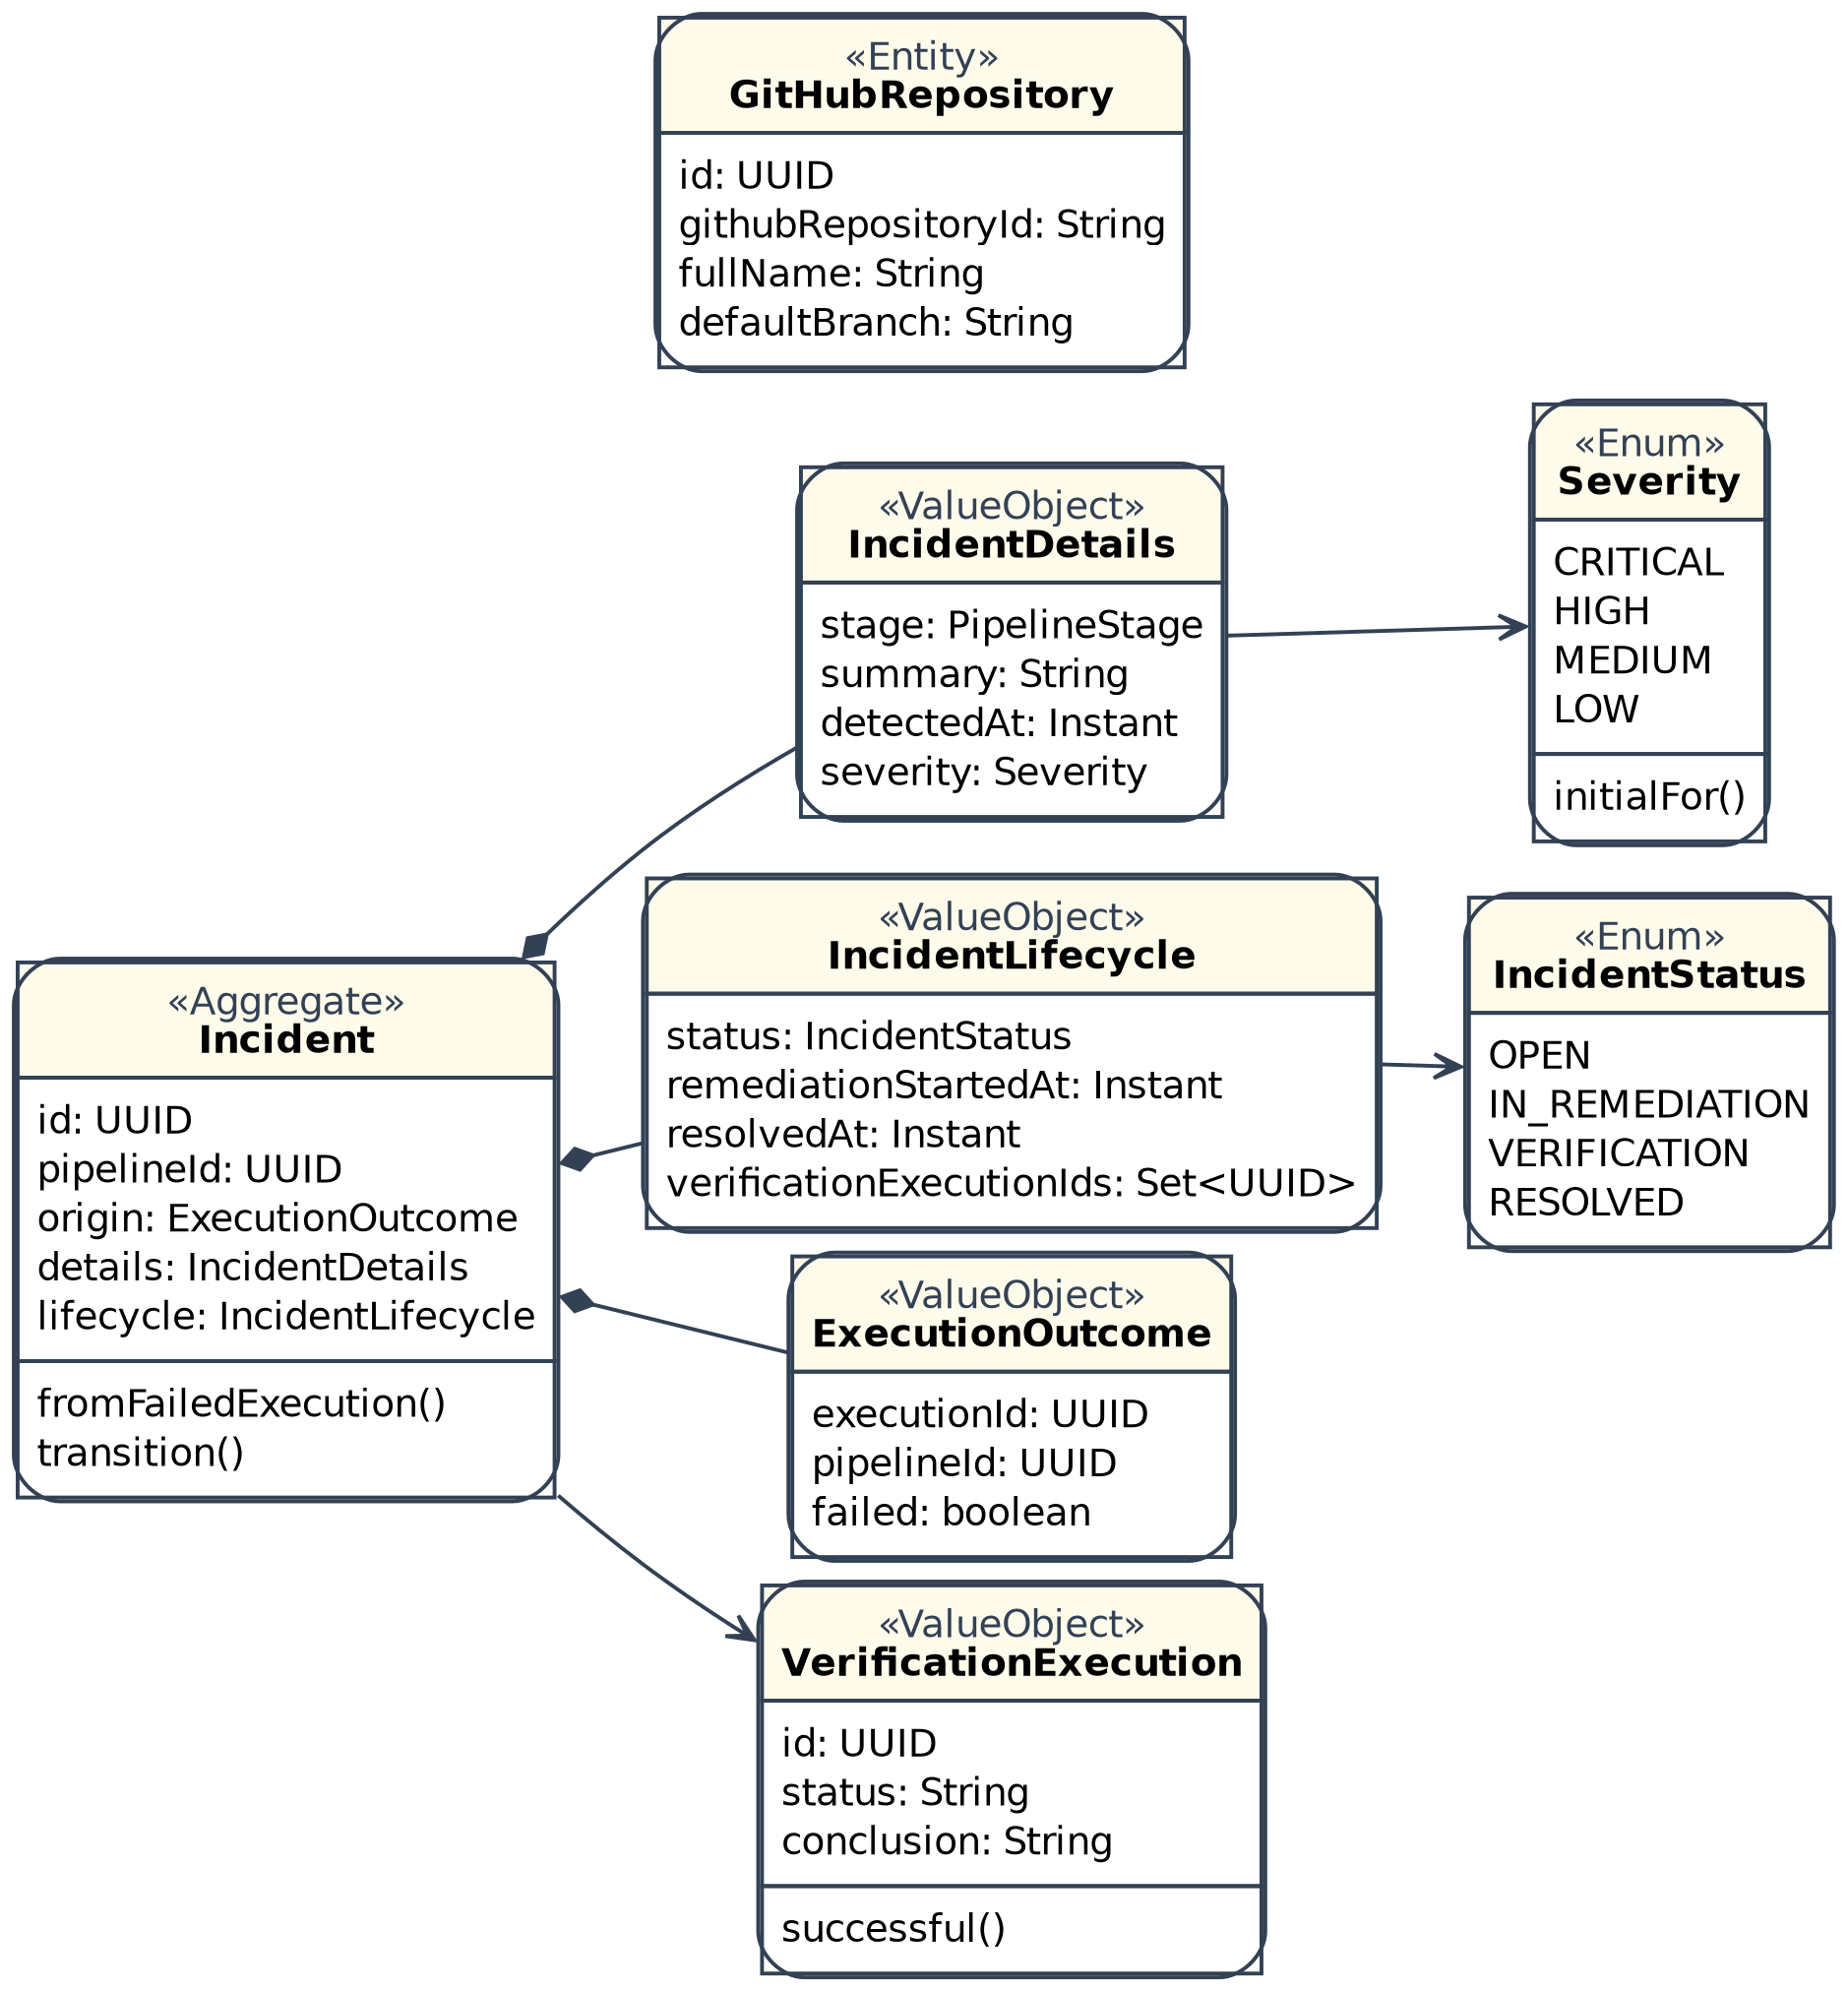 «Entity»
GitHubRepository
id: UUID
githubRepositoryId: String
fullName: String
defaultBranch: String
«ValueObject»
IncidentDetails
stage: PipelineStage
summary: String
detectedAt: Instant
severity: Severity
«Enum»
Severity
CRITICAL
HIGH
MEDIUM
LOW
initialFor()
«Aggregate»
Incident
id: UUID
pipelineId: UUID
origin: ExecutionOutcome
details: IncidentDetails
lifecycle: IncidentLifecycle
fromFailedExecution()
transition()
«ValueObject»
IncidentLifecycle
status: IncidentStatus
remediationStartedAt: Instant
resolvedAt: Instant
verificationExecutionIds: Set<UUID>
«Enum»
IncidentStatus
OPEN
IN_REMEDIATION
VERIFICATION
RESOLVED
«ValueObject»
ExecutionOutcome
executionId: UUID
pipelineId: UUID
failed: boolean
«ValueObject»
VerificationExecution
id: UUID
status: String
conclusion: String
successful()